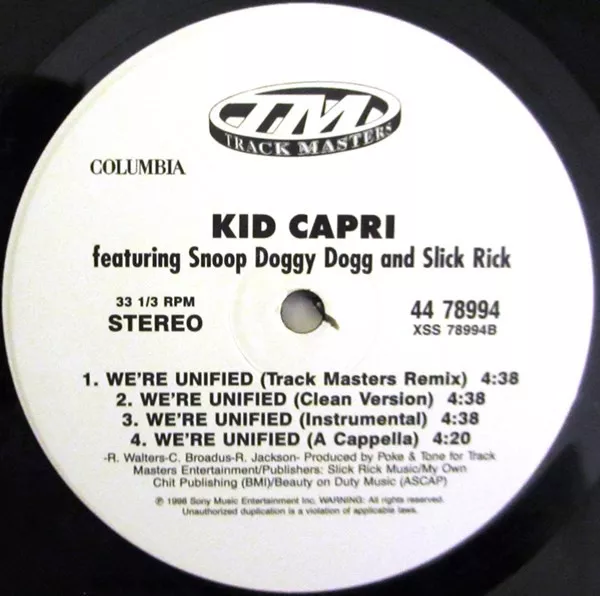 TM
TRACK MASTERS
COLUMBIA
KID CAPRI
featuring Snoop Doggy Dogg and Slick Rick
33 1/3 RPM
STEREO
44 78994
XSS 78994B
1. WE'RE UNIFIED (Track Masters Remix) 4:38
2. WE'RE UNIFIED (Clean Version) 4:38
3. WE'RE UNIFIED (Instrumental) 4:38
4. WE'RE UNIFIED (A Cappella) 4:20
-R. Walters-C. Broadus-R. Jackson- Produced by Poke & Tone for Track
Masters Entertainment/Publishers: Slick Rick Music/My Own
Chit Publishing (BMI)/Beauty on Duty Music (ASCAP)
℗ 1998 Sony Music Entertainment Inc. WARNING: All rights reserved.
Unauthorized duplication is a violation of applicable laws.